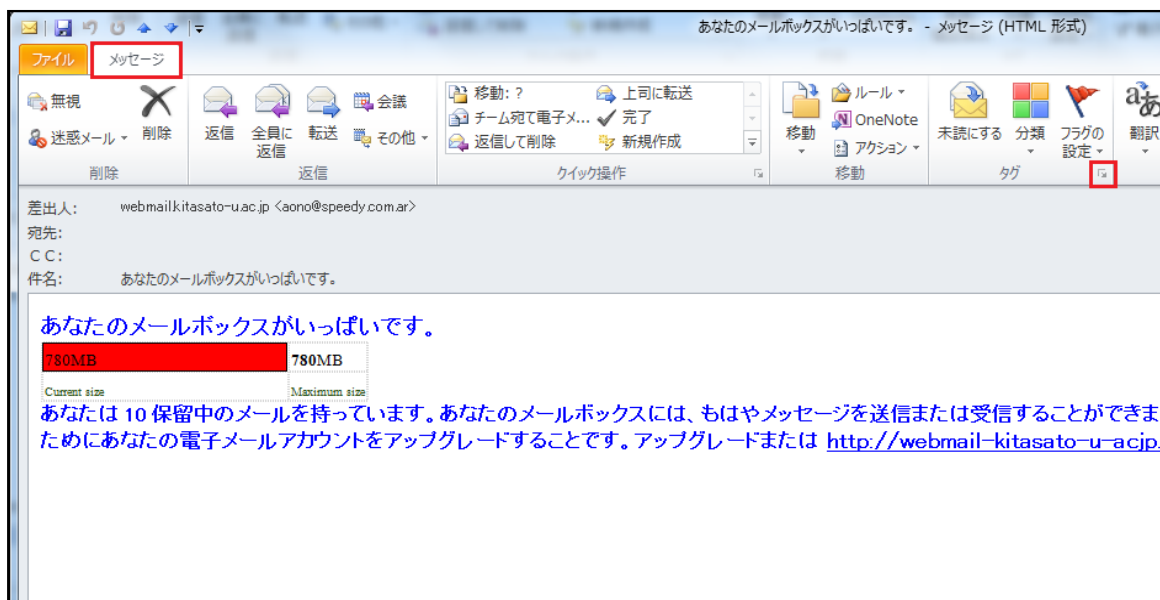 あなたのメールボックスがいっぱいです。 - メッセージ (HTML 形式)
ファイル メッセージ
無視 削除 迷惑メール
返信 全員に返信 転送 会議 その他
移動: ? 上司に転送
チーム宛て電子メ... 完了
返信して削除 新規作成
移動 ルール OneNote アクション
未読にする 分類 フラグの設定 翻訳
削除 返信 クイック操作 移動 タグ
差出人: webmail.kitasato-u.ac.jp <aono@speedy.com.ar>
宛先:
CC:
件名: あなたのメールボックスがいっぱいです。
あなたのメールボックスがいっぱいです。
780MB 780MB
Current size Maximum size
あなたは 10 保留中のメールを持っています。あなたのメールボックスには、もはやメッセージを送信または受信することができま
ためにあなたの電子メールアカウントをアップグレードすることです。アップグレードまたは http://webmail-kitasato-u-acjp.